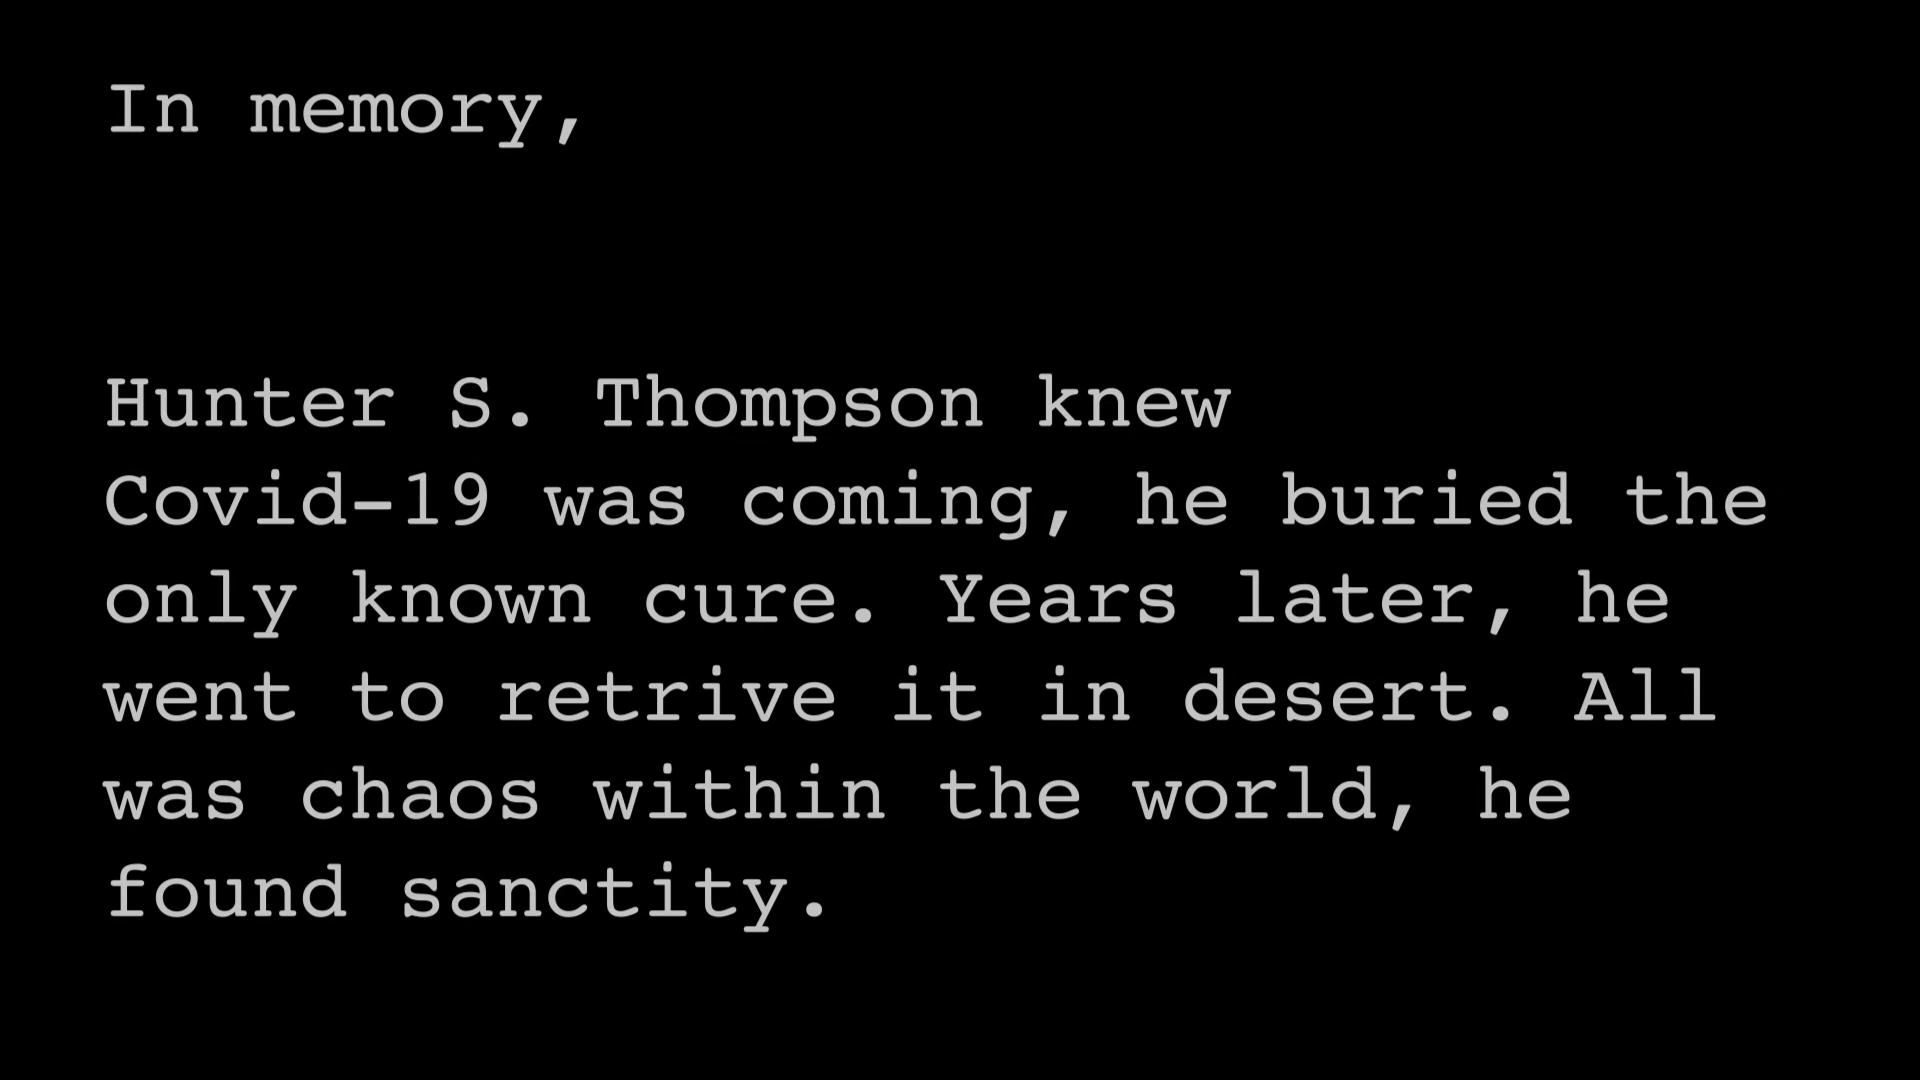 In memory,
Hunter S. Thompson knew
Covid-19 was coming, he buried the
only known cure. Years later, he
went to retrive it in desert. All
was chaos within the world, he
found sanctity.